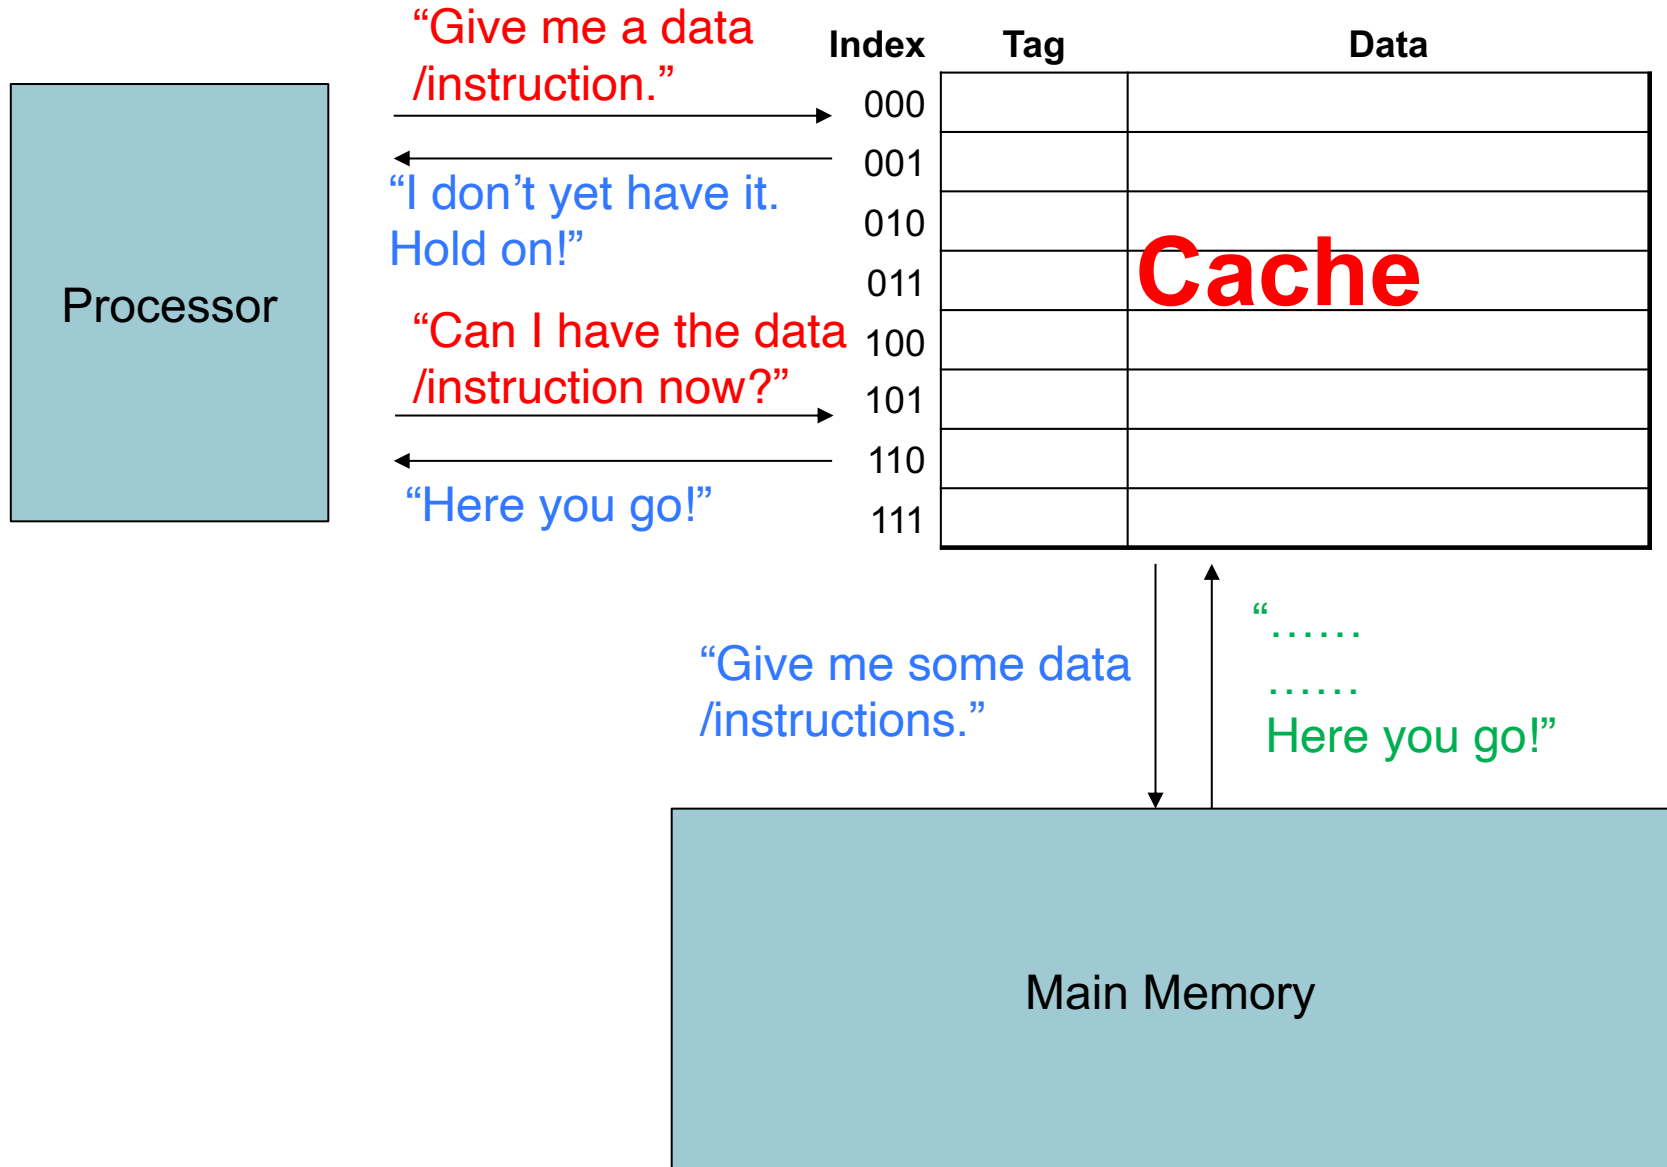 “Give me a data
/instruction.”
“I don’t yet have it.
Hold on!”
“Can I have the data
/instruction now?”
“Here you go!”
Processor
Index Tag Data
000
001
010
011
100
101
110
111
Cache
“Give me some data
/instructions.”
“......
......
Here you go!”
Main Memory